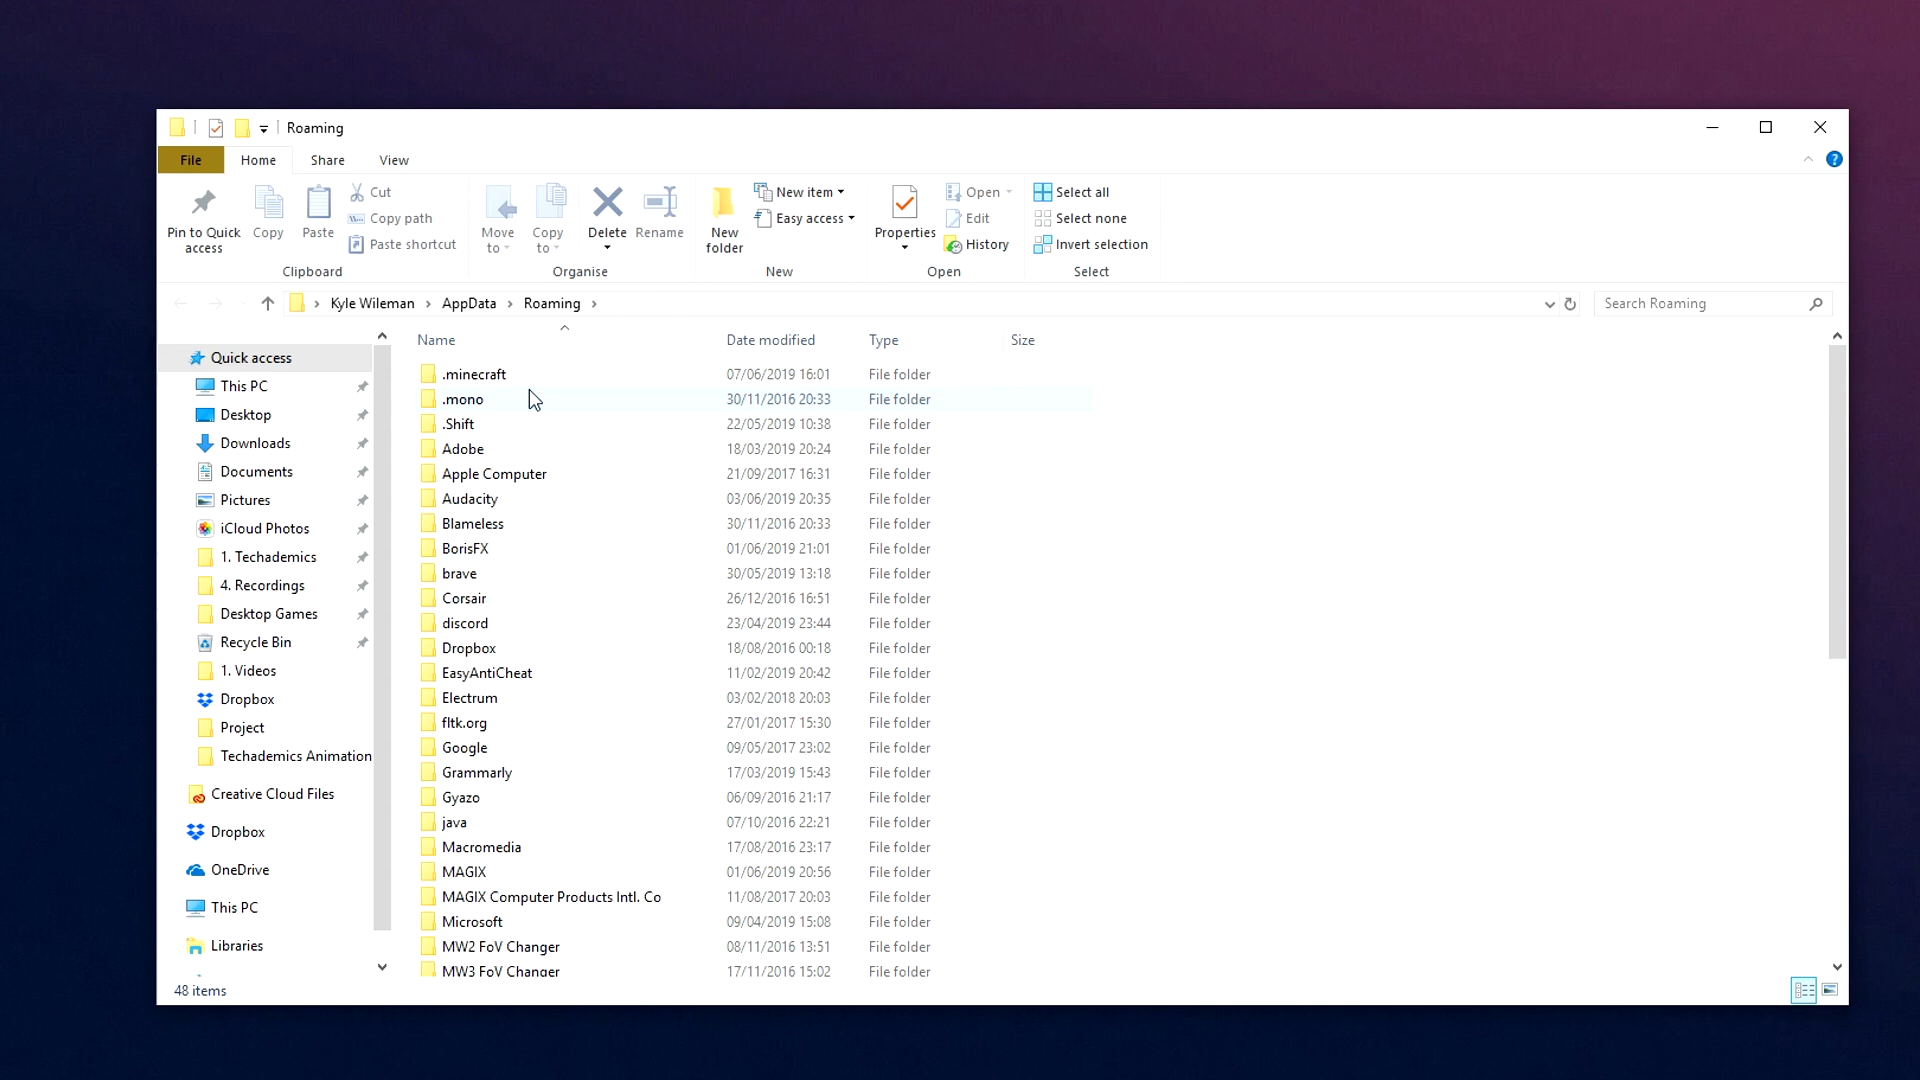 Roaming
File Home Share View
Pin to Quick access
Copy
Paste
Cut
Copy path
Paste shortcut
Clipboard
Move to
Copy to
Delete
Rename
Organise
New folder
New item
Easy access
New
Properties
Open
Edit
History
Open
Select all
Select none
Invert selection
Select
Kyle Wileman AppData Roaming
Search Roaming
Quick access
This PC
Desktop
Downloads
Documents
Pictures
iCloud Photos
1. Techademics
4. Recordings
Desktop Games
Recycle Bin
1. Videos
Dropbox
Project
Techademics Animation
Creative Cloud Files
Dropbox
OneDrive
This PC
Libraries
Name Date modified Type Size
.minecraft 07/06/2019 16:01 File folder
.mono 30/11/2016 20:33 File folder
.Shift 22/05/2019 10:38 File folder
Adobe 18/03/2019 20:24 File folder
Apple Computer 21/09/2017 16:31 File folder
Audacity 03/06/2019 20:35 File folder
Blameless 30/11/2016 20:33 File folder
BorisFX 01/06/2019 21:01 File folder
brave 30/05/2019 13:18 File folder
Corsair 26/12/2016 16:51 File folder
discord 23/04/2019 23:44 File folder
Dropbox 18/08/2016 00:18 File folder
EasyAntiCheat 11/02/2019 20:42 File folder
Electrum 03/02/2018 20:03 File folder
fltk.org 27/01/2017 15:30 File folder
Google 09/05/2017 23:02 File folder
Grammarly 17/03/2019 15:43 File folder
Gyazo 06/09/2016 21:17 File folder
java 07/10/2016 22:21 File folder
Macromedia 17/08/2016 23:17 File folder
MAGIX 01/06/2019 20:56 File folder
MAGIX Computer Products Intl. Co 11/08/2017 20:03 File folder
Microsoft 09/04/2019 15:08 File folder
MW2 FoV Changer 08/11/2016 13:51 File folder
MW3 FoV Changer 17/11/2016 15:02 File folder
48 items